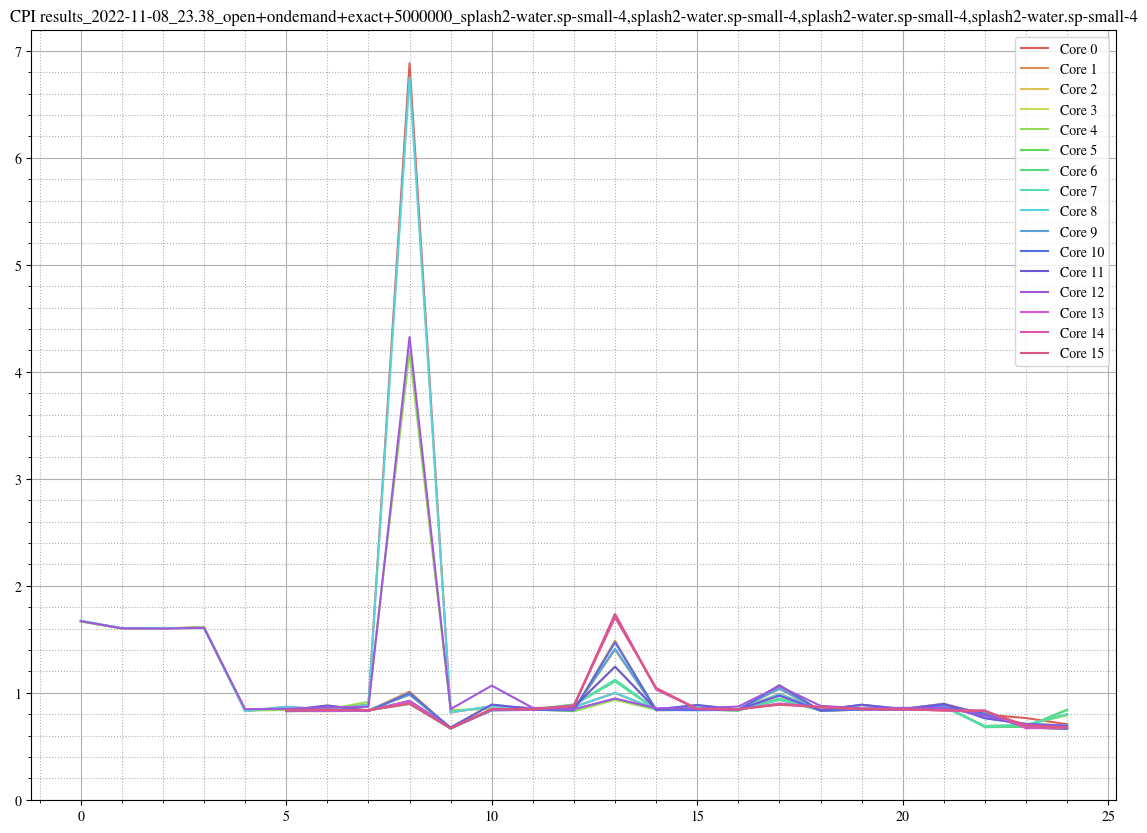 CPI results_2022-11-08_23.38_open+ondemand+exact+5000000_splash2-water.sp-small-4,splash2-water.sp-small-4,splash2-water.sp-small-4,splash2-water.sp-small-4
7
6
5
4
3
2
1
0
0 5 10 15 20 25
Core 0
Core 1
Core 2
Core 3
Core 4
Core 5
Core 6
Core 7
Core 8
Core 9
Core 10
Core 11
Core 12
Core 13
Core 14
Core 15